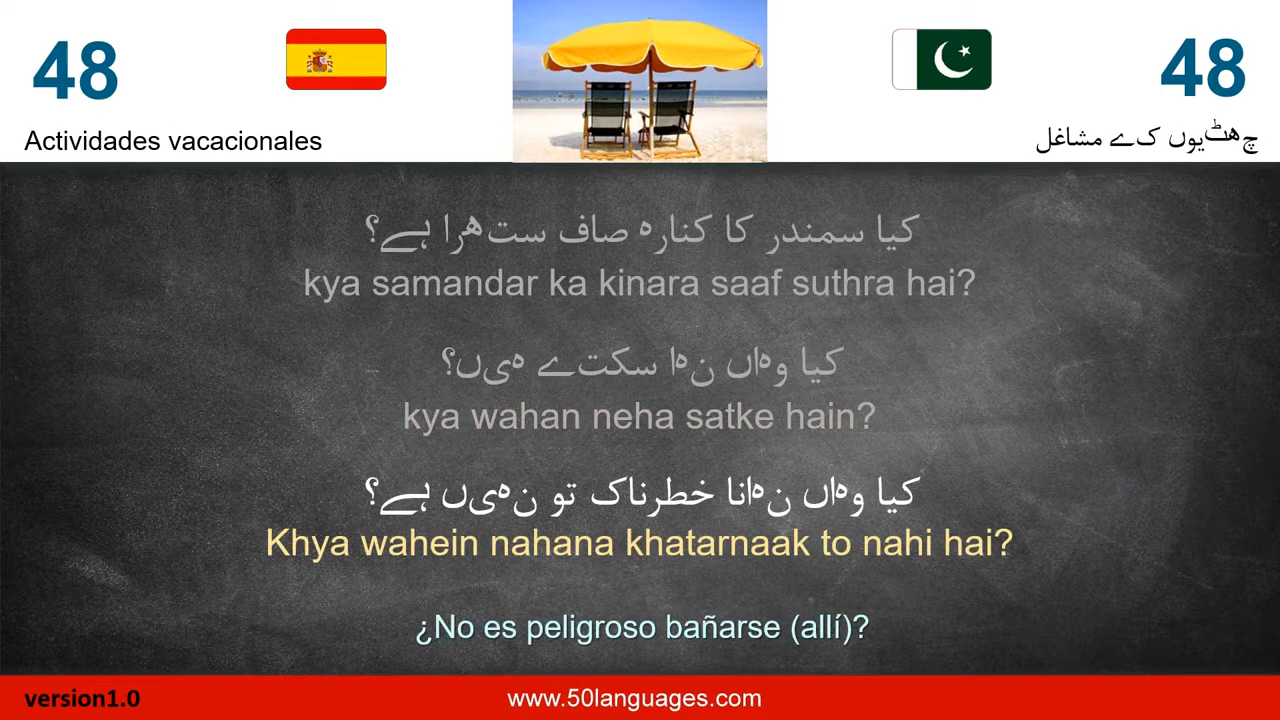 48
48
Actividades vacacionales
چھٹیوں کے مشاغل
کیا سمندر کا کنارہ صاف ستھرا ہے؟
kya samandar ka kinara saaf suthra hai?
کیا وہاں نہا سکتے ہیں؟
kya wahan neha satke hain?
کیا وہاں نہانا خطرناک تو نہیں ہے؟
Khya wahein nahana khatarnaak to nahi hai?
¿No es peligroso bañarse (allí)?
version1.0
www.50languages.com